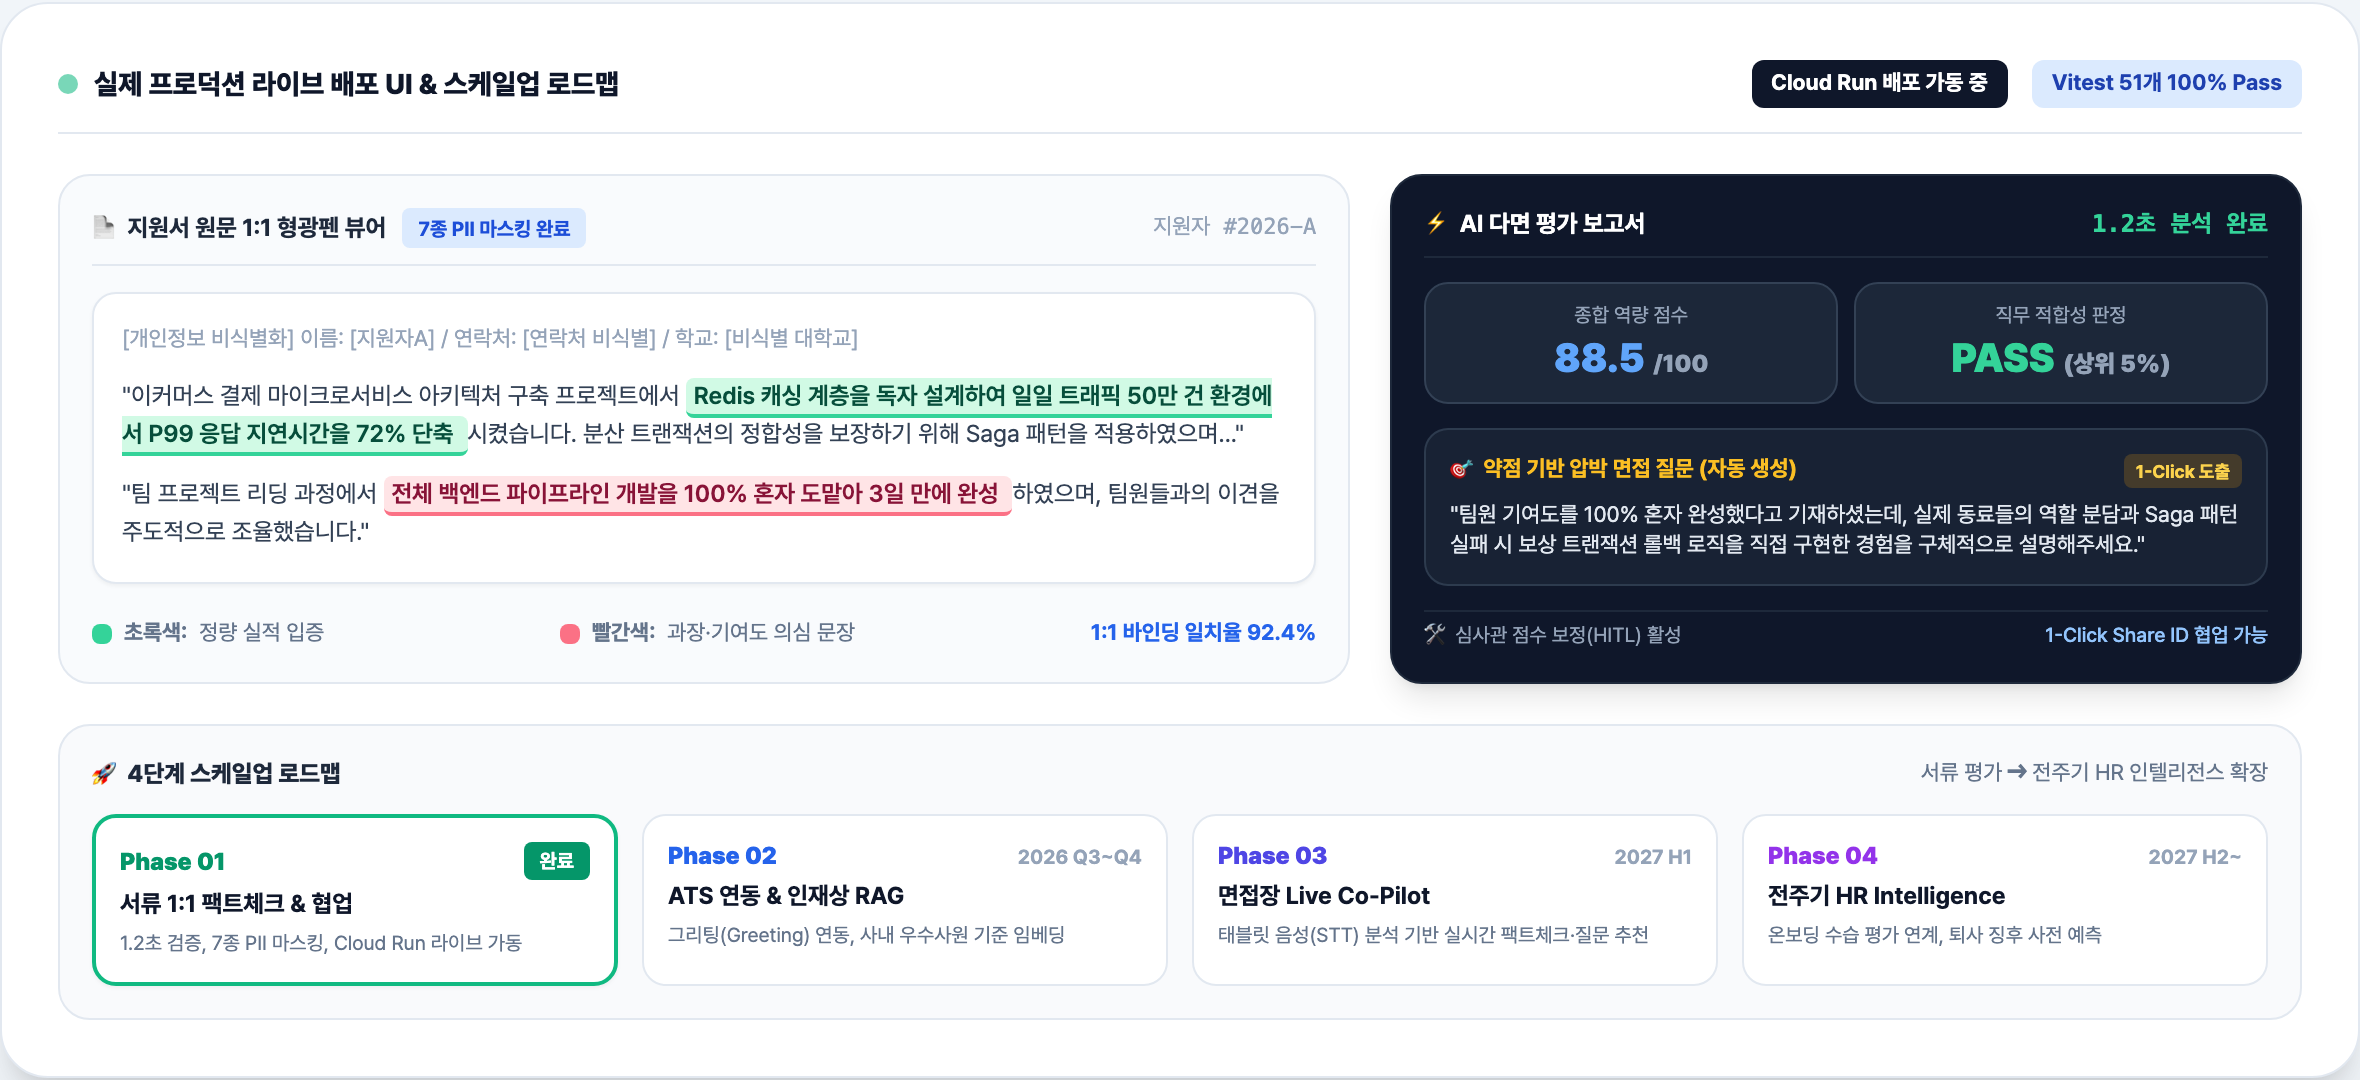 실제 프로덕션 라이브 배포 UI & 스케일업 로드맵
Cloud Run 배포 가동 중
Vitest 51개 100% Pass
지원서 원문 1:1 형광펜 뷰어
7종 PII 마스킹 완료
지원자 #2026-A
[개인정보 비식별화] 이름: [지원자A] / 연락처: [연락처 비식별] / 학교: [비식별 대학교]
"이커머스 결제 마이크로서비스 아키텍처 구축 프로젝트에서 Redis 캐싱 계층을 독자 설계하여 일일 트래픽 50만 건 환경에
서 P99 응답 지연시간을 72% 단축 시켰습니다. 분산 트랜잭션의 정합성을 보장하기 위해 Saga 패턴을 적용하였으며..."
"팀 프로젝트 리딩 과정에서 전체 백엔드 파이프라인 개발을 100% 혼자 도맡아 3일 만에 완성 하였으며, 팀원들과의 이견을
주도적으로 조율했습니다."
초록색: 정량 실적 입증
빨간색: 과장·기여도 의심 문장
1:1 바인딩 일치율 92.4%
AI 다면 평가 보고서
1.2초 분석 완료
종합 역량 점수
88.5 /100
직무 적합성 판정
PASS (상위 5%)
약점 기반 압박 면접 질문 (자동 생성)
1-Click 도출
"팀원 기여도를 100% 혼자 완성했다고 기재하셨는데, 실제 동료들의 역할 분담과 Saga 패턴
실패 시 보상 트랜잭션 롤백 로직을 직접 구현한 경험을 구체적으로 설명해주세요."
심사관 점수 보정(HITL) 활성
1-Click Share ID 협업 가능
4단계 스케일업 로드맵
서류 평가 → 전주기 HR 인텔리전스 확장
Phase 01
완료
서류 1:1 팩트체크 & 협업
1.2초 검증, 7종 PII 마스킹, Cloud Run 라이브 가동
Phase 02
2026 Q3~Q4
ATS 연동 & 인재상 RAG
그리팅(Greeting) 연동, 사내 우수사원 기준 임베딩
Phase 03
2027 H1
면접장 Live Co-Pilot
태블릿 음성(STT) 분석 기반 실시간 팩트체크·질문 추천
Phase 04
2027 H2~
전주기 HR Intelligence
온보딩 수습 평가 연계, 퇴사 징후 사전 예측